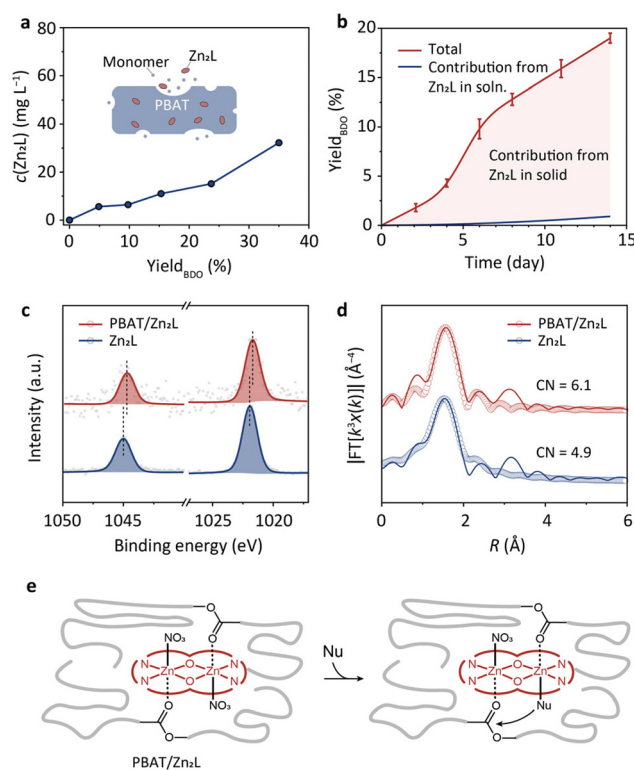 a
80
60
40
20
0
c(Zn₂L) (mg L⁻¹)
Monomer
Zn₂L
PBAT
0 10 20 30 40
Yield_BDO (%)
b
20
15
10
5
0
Yield_BDO (%)
Total
Contribution from
Zn₂L in soln.
Contribution from
Zn₂L in solid
0 5 10 15
Time (day)
c
PBAT/Zn₂L
Zn₂L
Intensity (a.u.)
1050 1045 1025 1020
Binding energy (eV)
d
PBAT/Zn₂L
Zn₂L
CN = 6.1
CN = 4.9
|FT[k³x(k)]| (Å⁻⁴)
0 1 2 3 4 5 6
R (Å)
e
NO₃ O O
N Zn O Zn N
N O N
O NO₃
O
PBAT/Zn₂L
Nu
NO₃ O O
N Zn O Zn N
N O N
O Nu
O